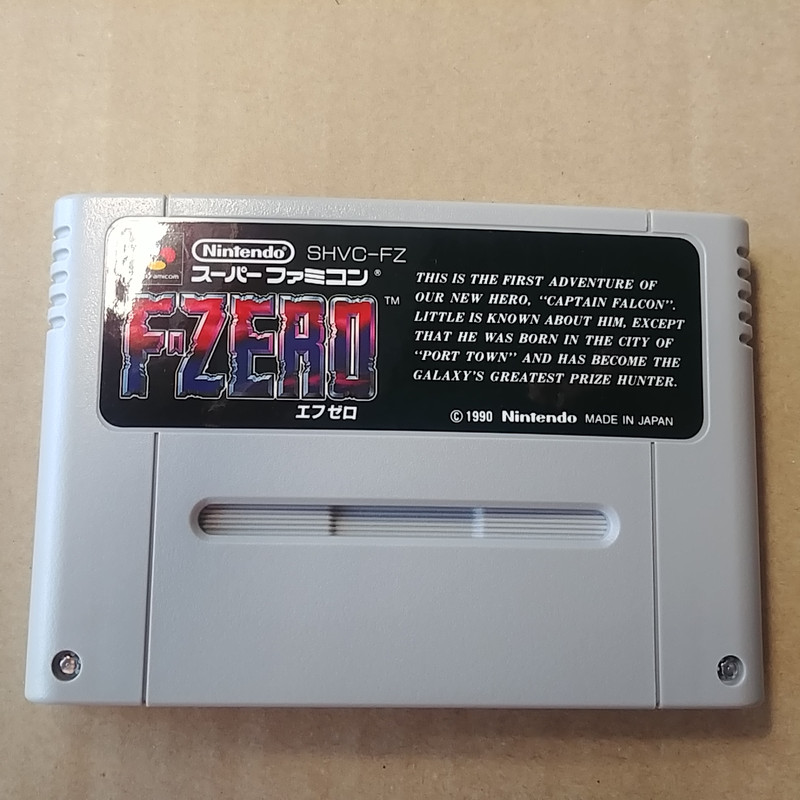 Nintendo® SHVC-FZ
スーパーファミコン®
F-ZERO™
エフゼロ
THIS IS THE FIRST ADVENTURE OF
OUR NEW HERO, "CAPTAIN FALCON".
LITTLE IS KNOWN ABOUT HIM, EXCEPT
THAT HE WAS BORN IN THE CITY OF
"PORT TOWN" AND HAS BECOME THE
GALAXY'S GREATEST PRIZE HUNTER.
©1990 Nintendo MADE IN JAPAN